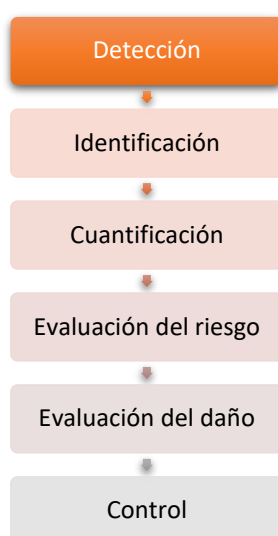 Detección
Identificación
Cuantificación
Evaluación del riesgo
Evaluación del daño
Control